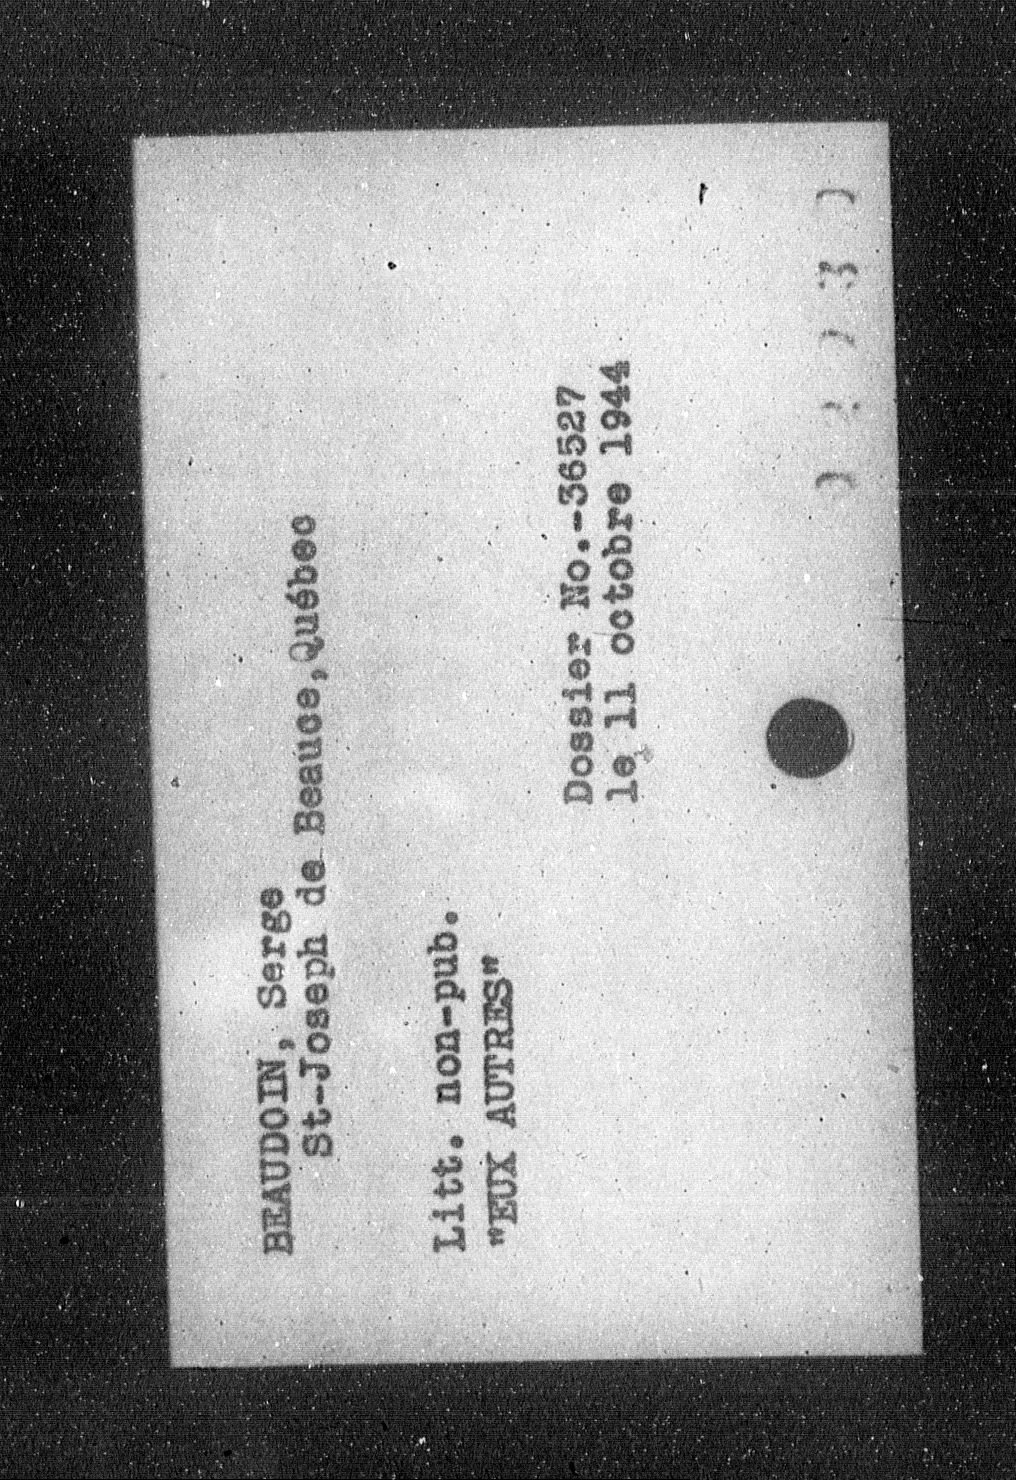 BEAUDOIN, Serge
St-Joseph de Beauce,Québec
Litt. non-pub.
"EUX AUTRES"
Dossier No.-36527
le 11 octobre 1944